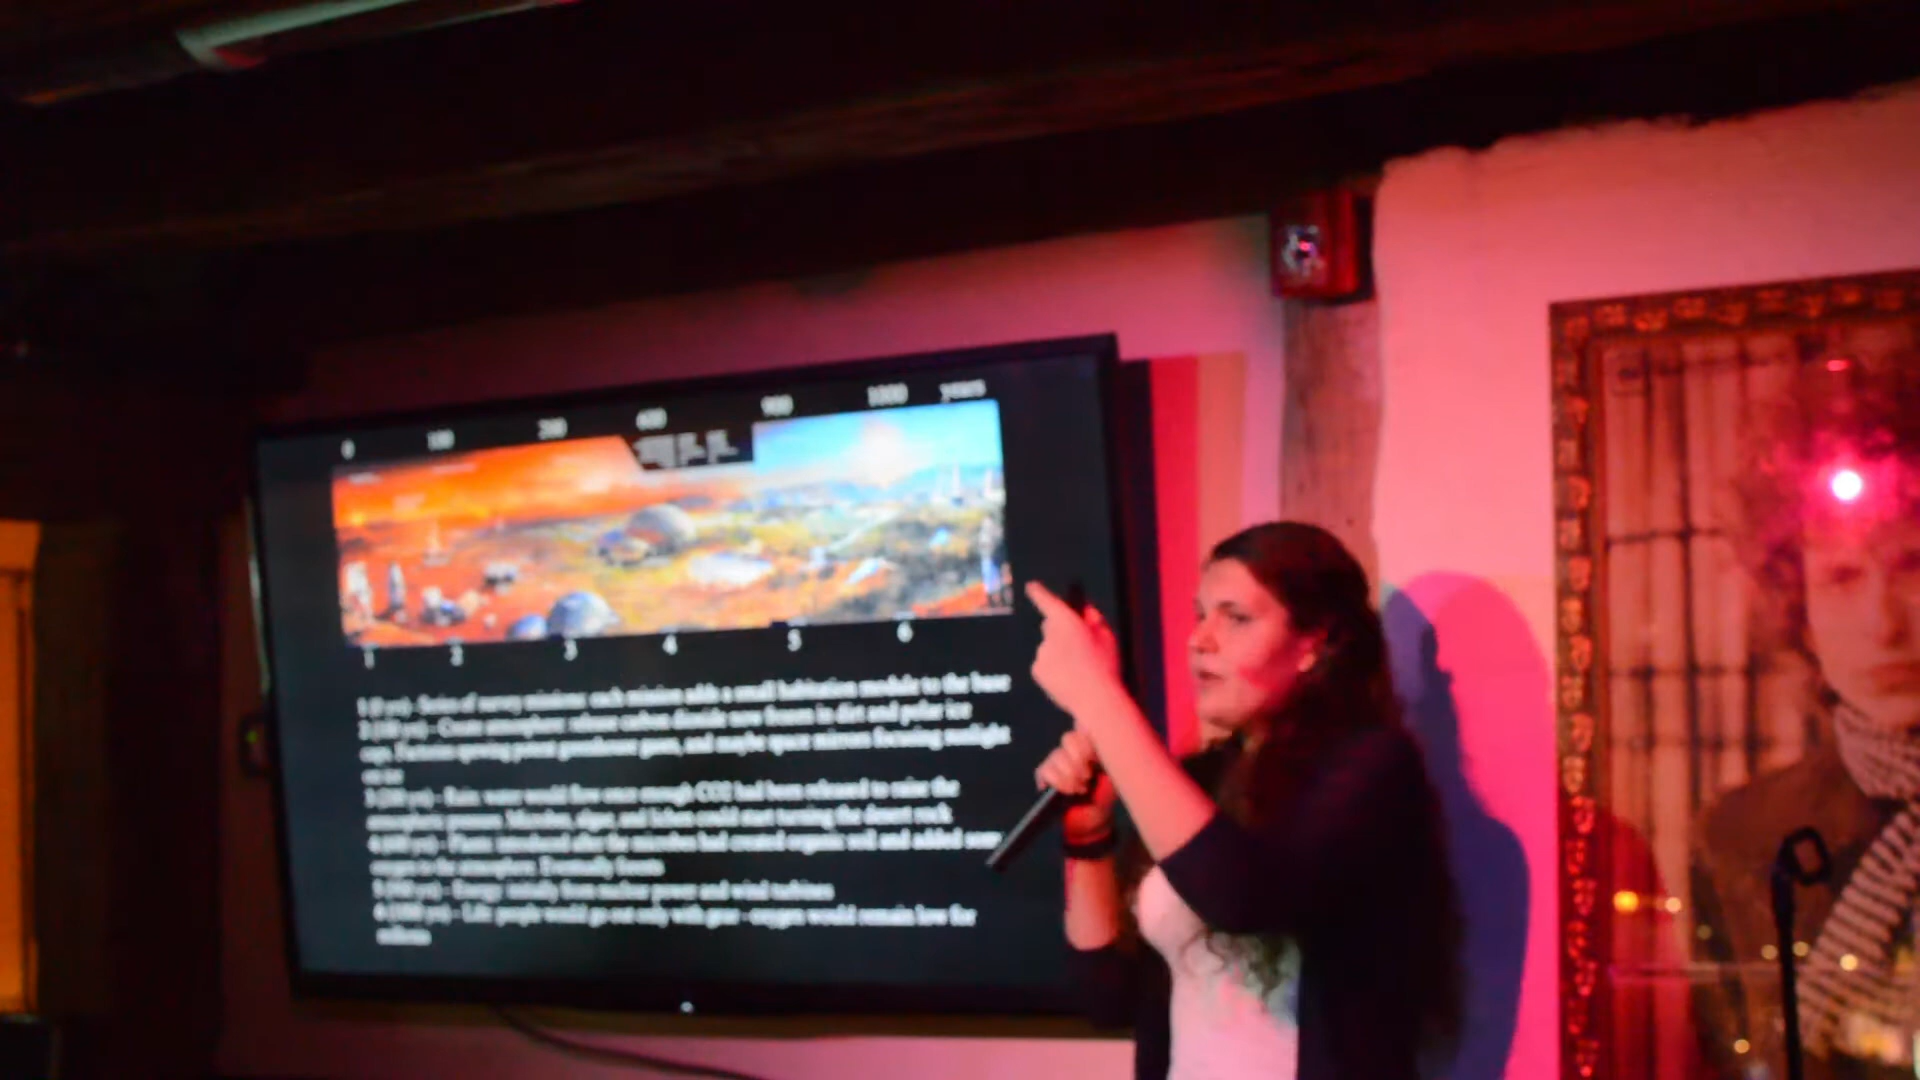 0 100 200 600 900 1000 years
1 2 3 4 5 6
1 (0 yrs) - Series of survey missions: each mission adds a small habitation module to the base
2 (100 yrs) - Create atmosphere: release carbon dioxide now frozen in dirt and polar ice
caps. Factories spewing potent greenhouse gases, and maybe space mirrors focusing sunlight
on ice
3 (200 yrs) - Rain: water would flow once enough CO2 had been released to raise the
atmospheric pressure. Microbes, algae, and lichens could start turning the desert rock
4 (600 yrs) - Plants: introduced after the microbes had created organic soil and added some
oxygen to the atmosphere. Eventually forests
5 (900 yrs) - Energy: initially from nuclear power and wind turbines
6 (1000 yrs) - Life: people would go out only with gear - oxygen would remain low for